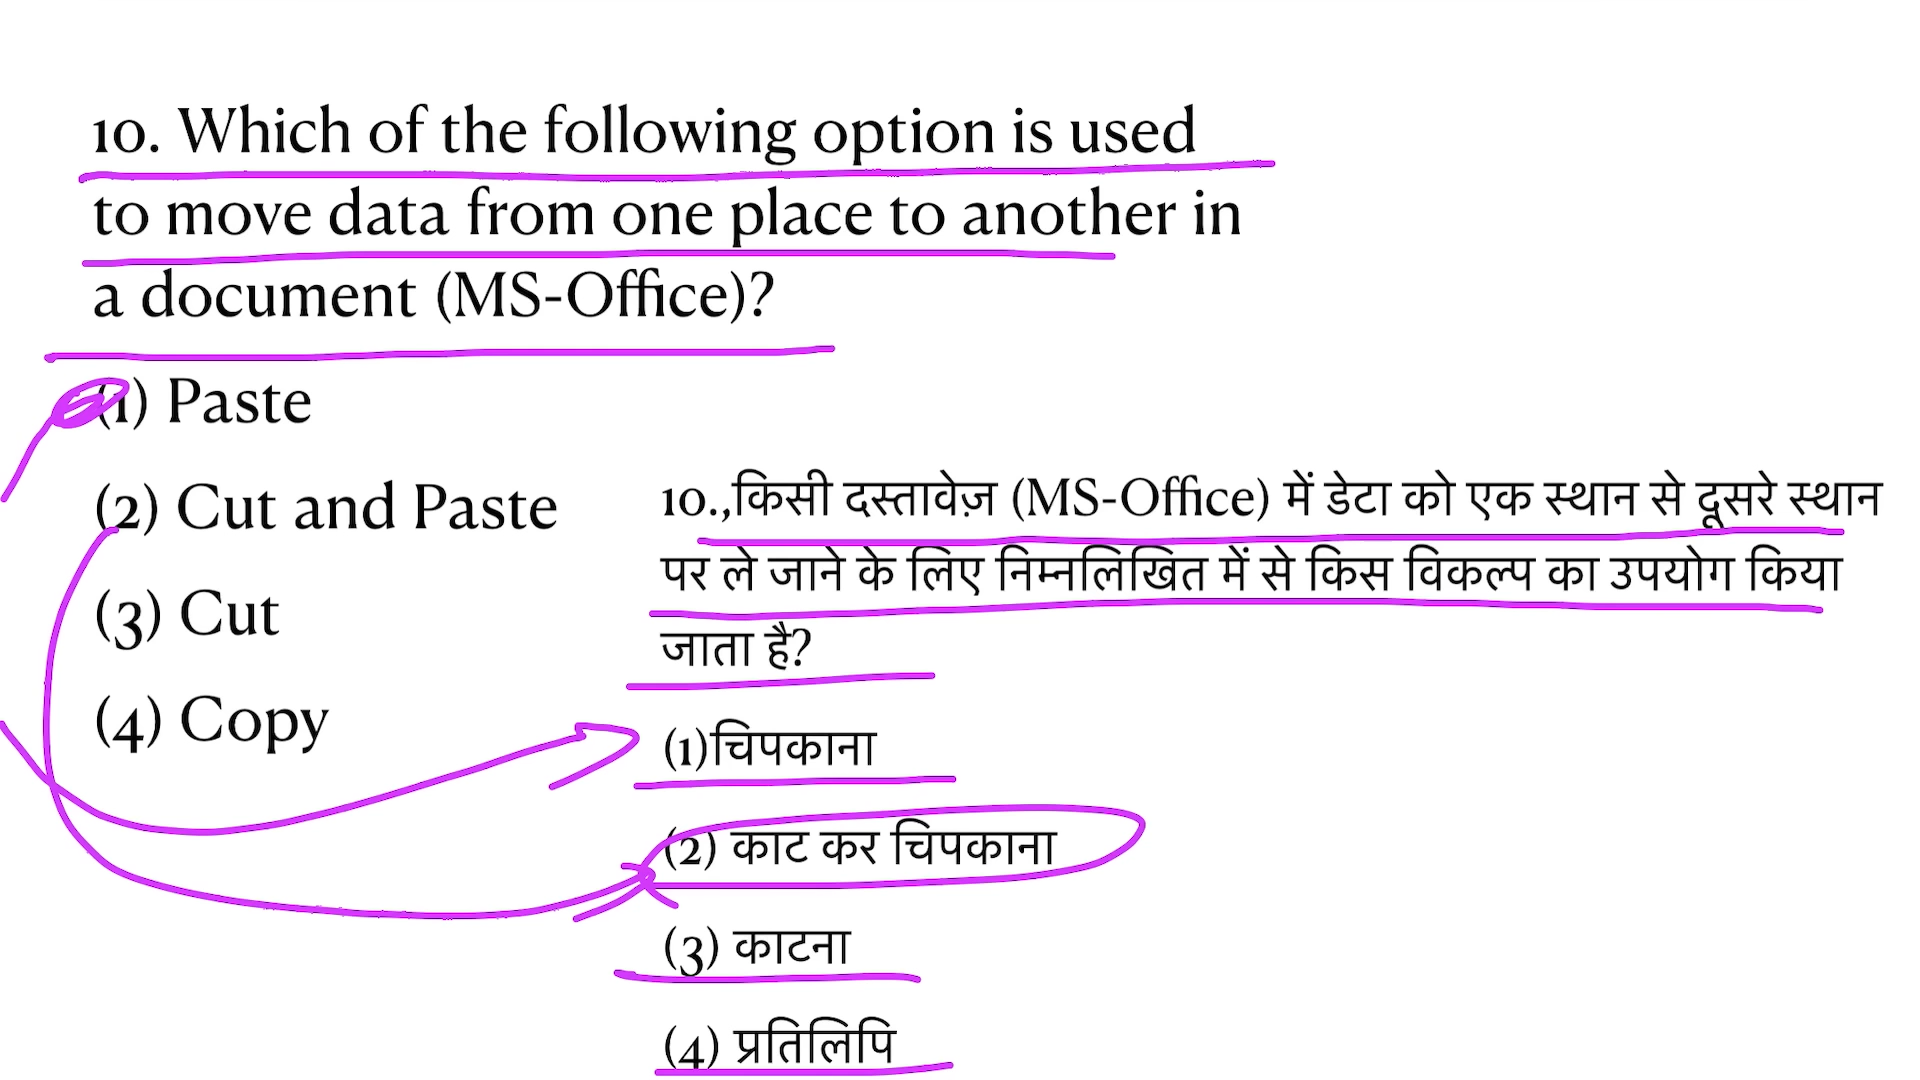 10. Which of the following option is used
to move data from one place to another in
a document (MS-Office)?
(1) Paste
(2) Cut and Paste
(3) Cut
(4) Copy
10.,किसी दस्तावेज़ (MS-Office) में डेटा को एक स्थान से दूसरे स्थान
पर ले जाने के लिए निम्नलिखित में से किस विकल्प का उपयोग किया
जाता है?
(1)चिपकाना
(2) काट कर चिपकाना
(3) काटना
(4) प्रतिलिपि